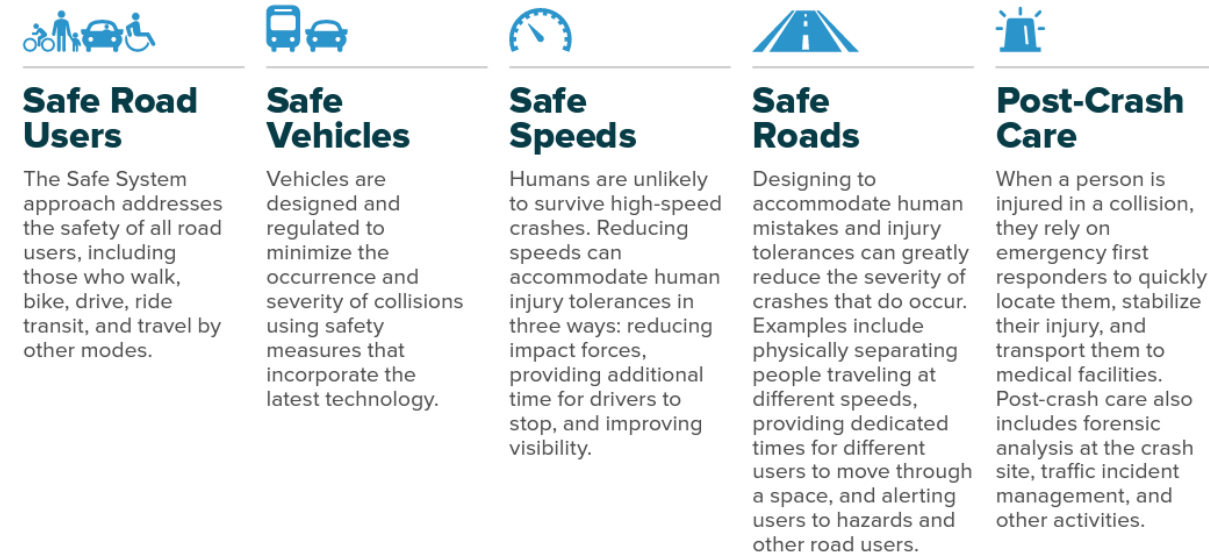 Safe Road
Users
The Safe System
approach addresses
the safety of all road
users, including
those who walk,
bike, drive, ride
transit, and travel by
other modes.
Safe
Vehicles
Vehicles are
designed and
regulated to
minimize the
occurrence and
severity of collisions
using safety
measures that
incorporate the
latest technology.
Safe
Speeds
Humans are unlikely
to survive high-speed
crashes. Reducing
speeds can
accommodate human
injury tolerances in
three ways: reducing
impact forces,
providing additional
time for drivers to
stop, and improving
visibility.
Safe
Roads
Designing to
accommodate human
mistakes and injury
tolerances can greatly
reduce the severity of
crashes that do occur.
Examples include
physically separating
people traveling at
different speeds,
providing dedicated
times for different
users to move through
a space, and alerting
users to hazards and
other road users.
Post-Crash
Care
When a person is
injured in a collision,
they rely on
emergency first
responders to quickly
locate them, stabilize
their injury, and
transport them to
medical facilities.
Post-crash care also
includes forensic
analysis at the crash
site, traffic incident
management, and
other activities.